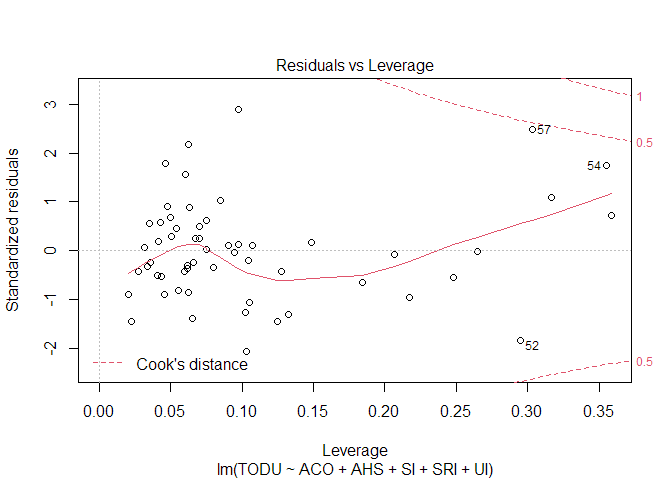 Residuals vs Leverage
Standardized residuals
3
2
1
0
-1
-2
1
0.5
0.5
57
54
52
Cook's distance
0.00 0.05 0.10 0.15 0.20 0.25 0.30 0.35
Leverage
lm(TODU ~ ACO + AHS + SI + SRI + UI)